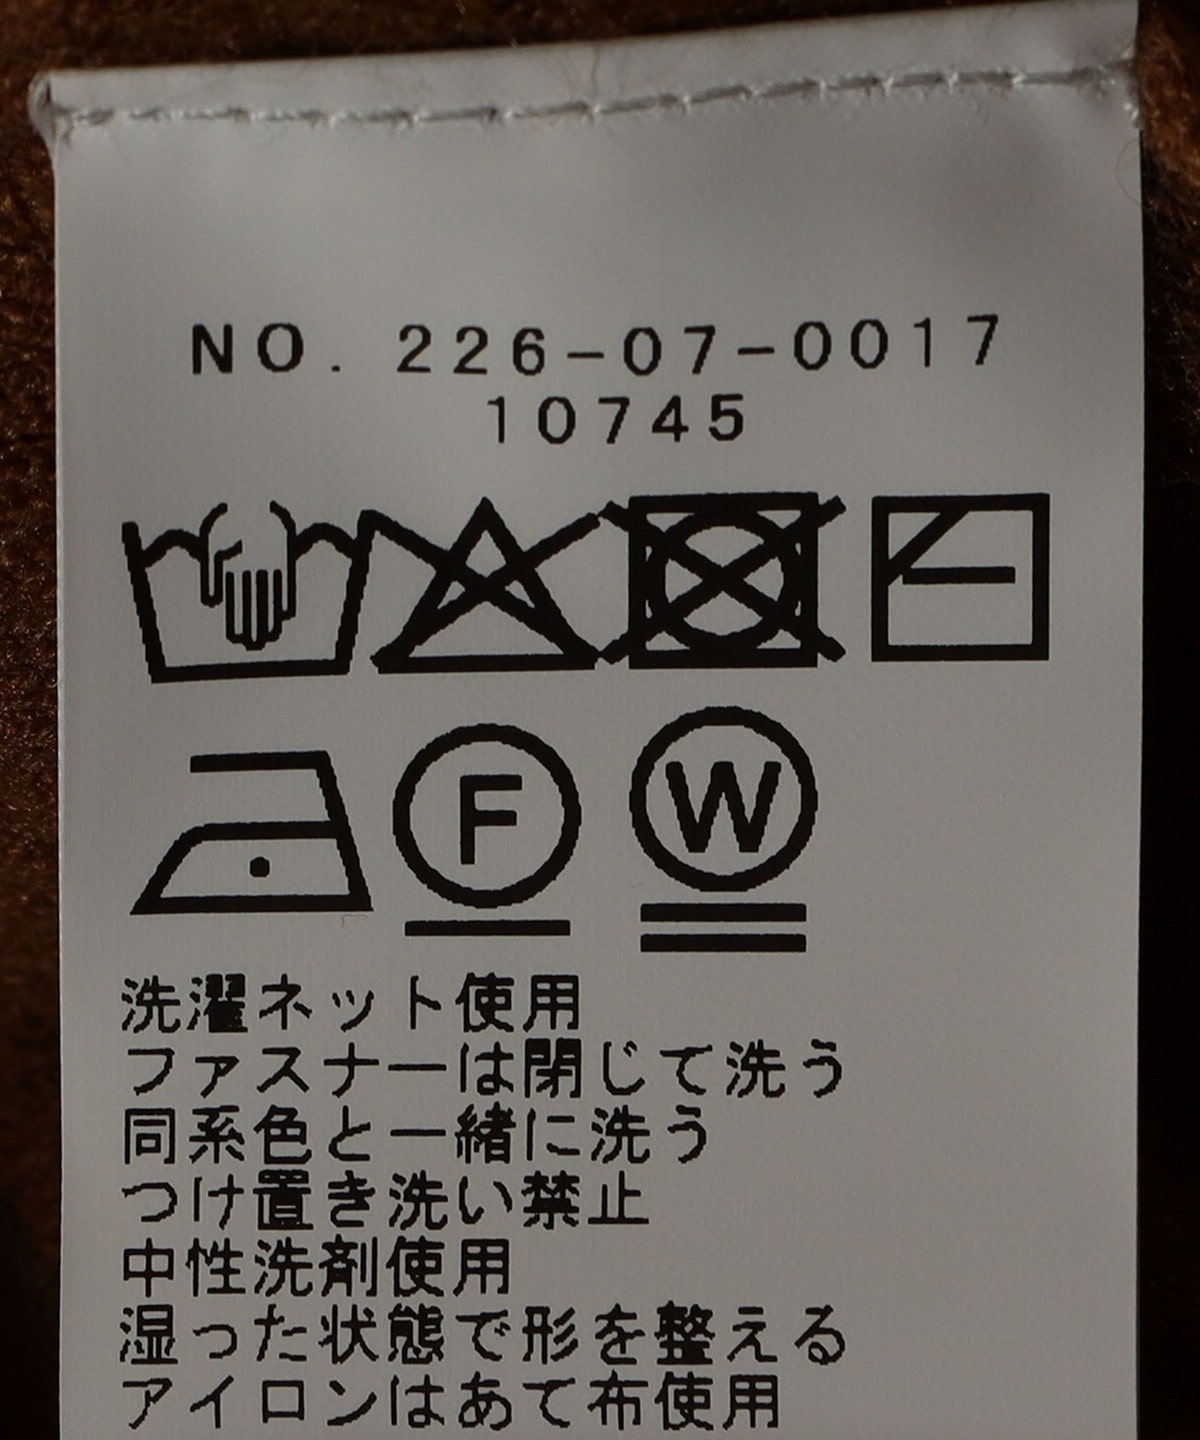 NO. 226-07-0017
10745
F W
洗濯ネット使用
ファスナーは閉じて洗う
同系色と一緒に洗う
つけ置き洗い禁止
中性洗剤使用
湿った状態で形を整える
アイロンはあて布使用